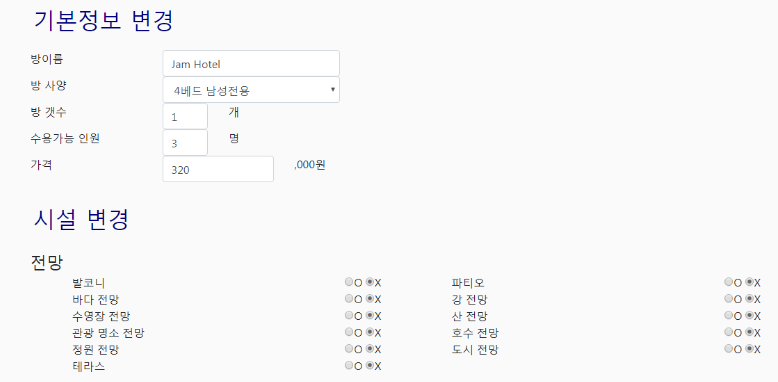 기본정보 변경
방이름 Jam Hotel
방 사양 4베드 남성전용
방 갯수 1 개
수용가능 인원 3 명
가격 320 ,000원
시설 변경
전망
발코니 O X 파티오 O X
바다 전망 O X 강 전망 O X
수영장 전망 O X 산 전망 O X
관광 명소 전망 O X 호수 전망 O X
정원 전망 O X 도시 전망 O X
테라스 O X